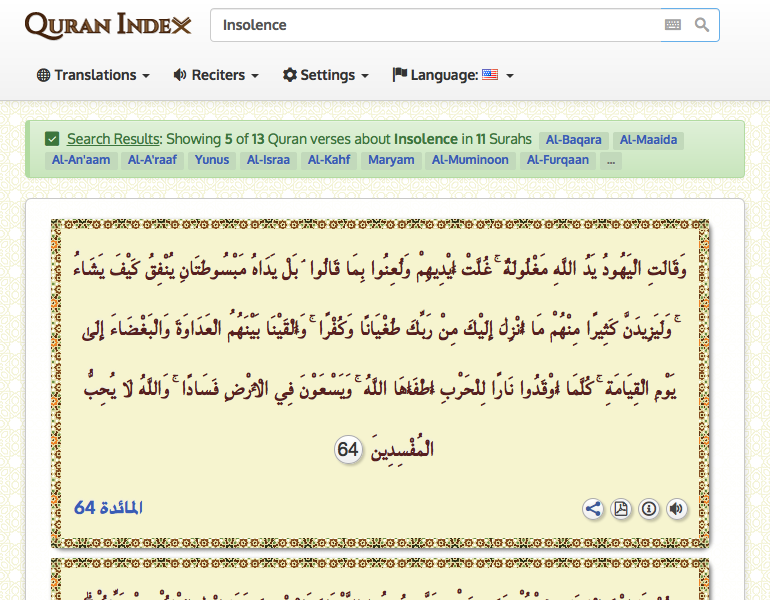 QURAN INDEX
Insolence
Translations
Reciters
Settings
Language:
Search Results: Showing 5 of 13 Quran verses about Insolence in 11 Surahs Al-Baqara Al-Maaida
Al-An'aam Al-A'raaf Yunus Al-Israa Al-Kahf Maryam Al-Muminoon Al-Furqaan ...
وَقَالَتِ الْيَهُودُ يَدُ اللَّهِ مَغْلُولَةٌ ۚ غُلَّتْ أَيْدِيهِمْ وَلُعِنُوا بِمَا قَالُوا ۘ بَلْ يَدَاهُ مَبْسُوطَتَانِ يُنْفِقُ كَيْفَ يَشَاءُ
ۚ وَلَيَزِيدَنَّ كَثِيرًا مِنْهُمْ مَا أُنْزِلَ إِلَيْكَ مِنْ رَبِّكَ طُغْيَانًا وَكُفْرًا ۚ وَأَلْقَيْنَا بَيْنَهُمُ الْعَدَاوَةَ وَالْبَغْضَاءَ إِلَى
يَوْمِ الْقِيَامَةِ ۚ كُلَّمَا أَوْقَدُوا نَارًا لِلْحَرْبِ أَطْفَأَهَا اللَّهُ ۚ وَيَسْعَوْنَ فِي الْأَرْضِ فَسَادًا ۚ وَاللَّهُ لَا يُحِبُّ
الْمُفْسِدِينَ 64
المائدة 64